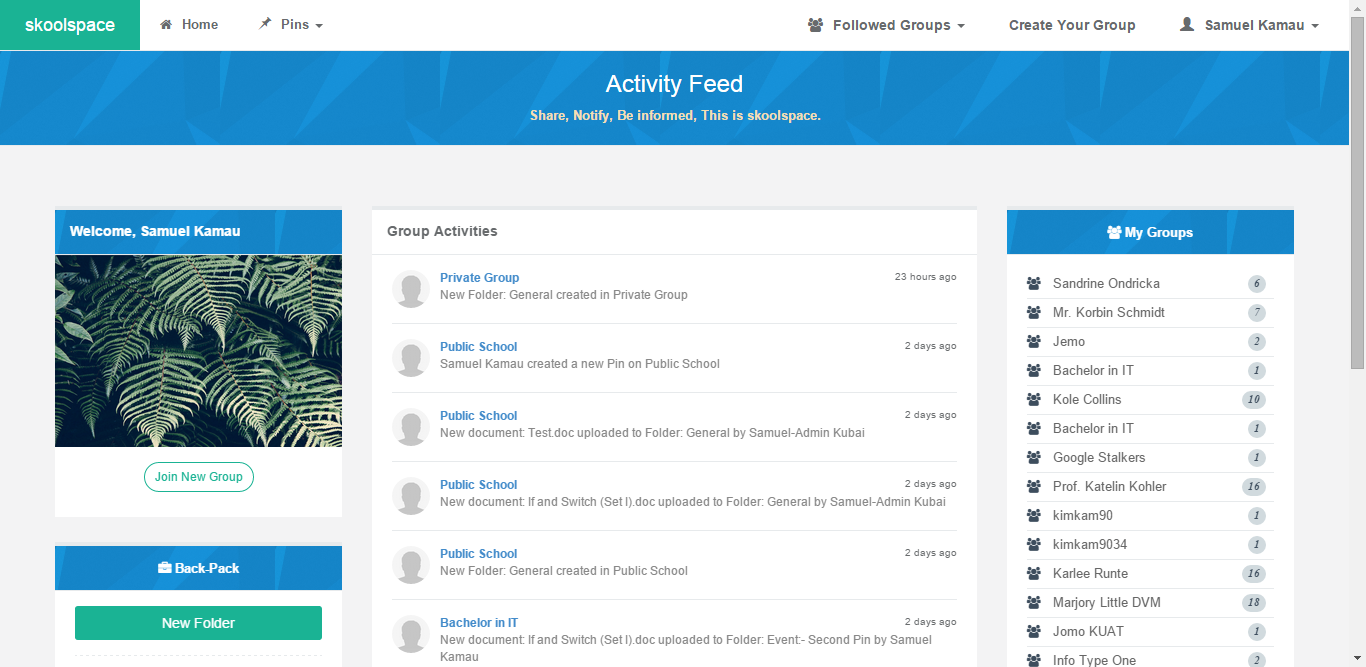 skoolspace
Home
Pins
Followed Groups
Create Your Group
Samuel Kamau
Activity Feed
Share, Notify, Be informed, This is skoolspace.
Welcome, Samuel Kamau
Join New Group
Back-Pack
New Folder
Group Activities
Private Group
23 hours ago
New Folder: General created in Private Group
Public School
2 days ago
Samuel Kamau created a new Pin on Public School
Public School
2 days ago
New document: Test.doc uploaded to Folder: General by Samuel-Admin Kubai
Public School
2 days ago
New document: If and Switch (Set I).doc uploaded to Folder: General by Samuel-Admin Kubai
Public School
2 days ago
New Folder: General created in Public School
Bachelor in IT
2 days ago
New document: If and Switch (Set I).doc uploaded to Folder: Event:- Second Pin by Samuel
Kamau
My Groups
Sandrine Ondricka 6
Mr. Korbin Schmidt 7
Jemo 2
Bachelor in IT 1
Kole Collins 10
Bachelor in IT 1
Google Stalkers 1
Prof. Katelin Kohler 16
kimkam90 1
kimkam9034 1
Karlee Runte 16
Marjory Little DVM 18
Jomo KUAT 1
Info Type One 2